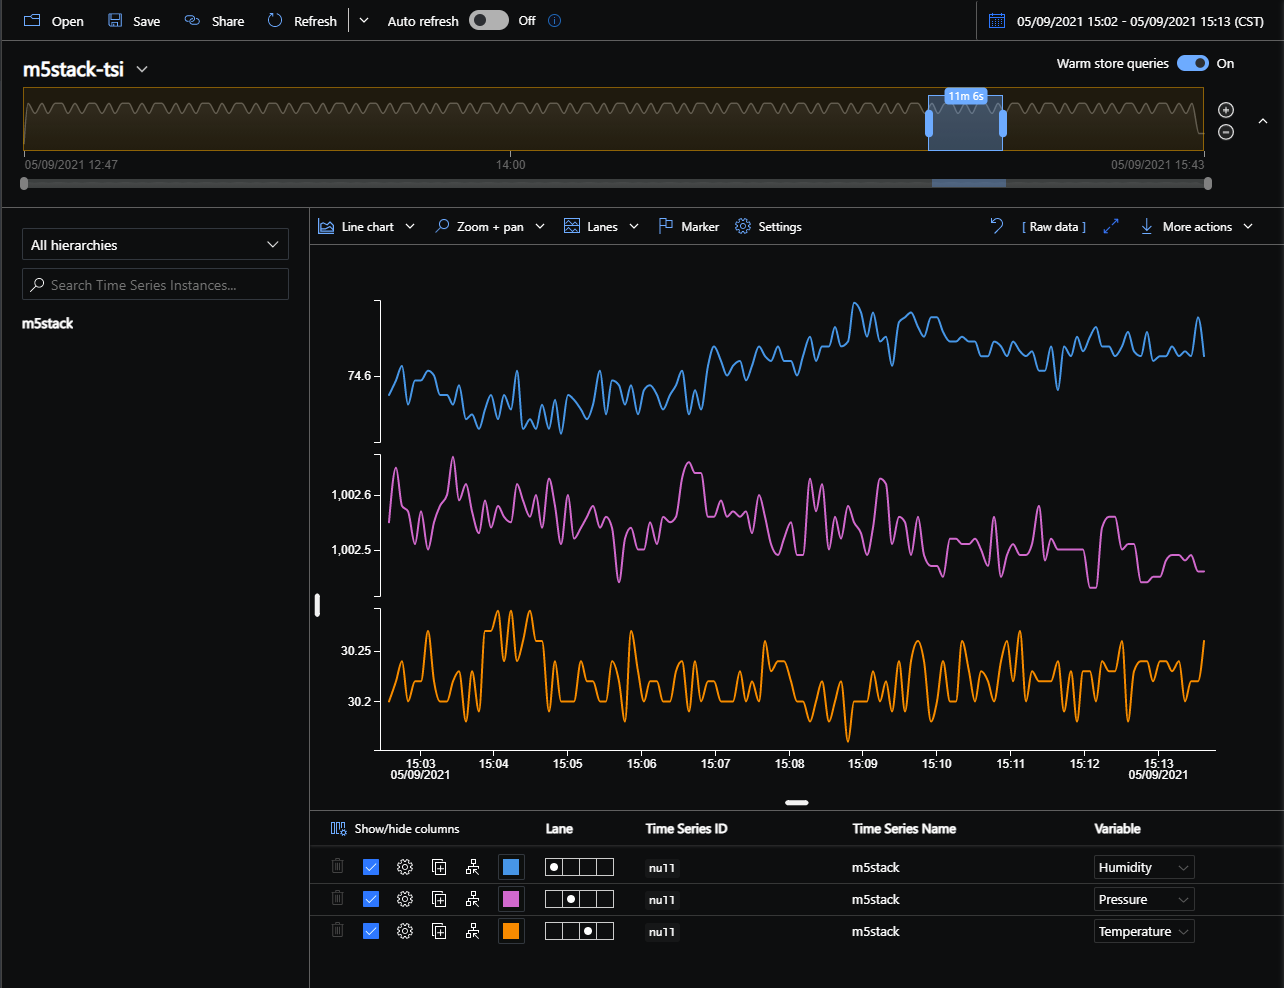 Open Save Share Refresh Auto refresh Off 05/09/2021 15:02 - 05/09/2021 15:13 (CST)
m5stack-tsi
Warm store queries On
11m 6s
05/09/2021 12:47 14:00 05/09/2021 15:43
All hierarchies
Search Time Series Instances...
m5stack
Line chart Zoom + pan Lanes Marker Settings [ Raw data ] More actions
74.6
1,002.6
1,002.5
30.25
30.2
15:03 15:04 15:05 15:06 15:07 15:08 15:09 15:10 15:11 15:12 15:13
05/09/2021 05/09/2021
Show/hide columns Lane Time Series ID Time Series Name Variable
null m5stack Humidity
null m5stack Pressure
null m5stack Temperature